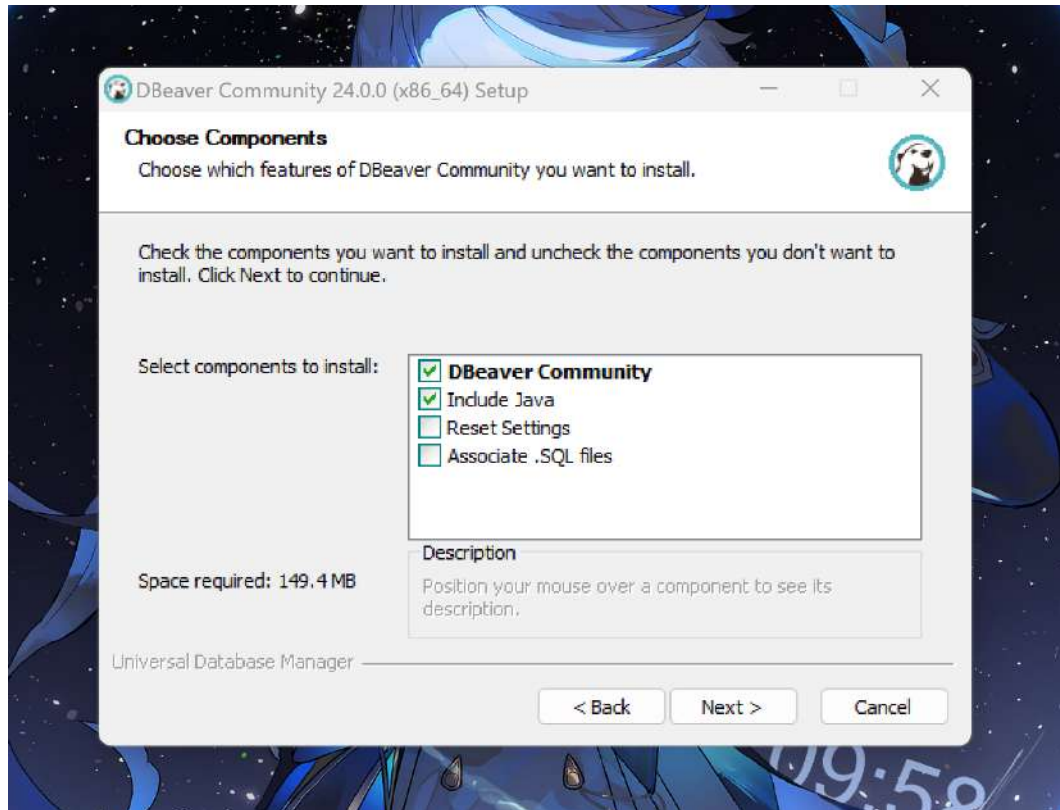 DBeaver Community 24.0.0 (x86_64) Setup
Choose Components
Choose which features of DBeaver Community you want to install.
Check the components you want to install and uncheck the components you don't want to
install. Click Next to continue.
Select components to install:
DBeaver Community
Include Java
Reset Settings
Associate .SQL files
Space required: 149.4 MB
Description
Position your mouse over a component to see its
description.
Universal Database Manager
< Back
Next >
Cancel
09:58